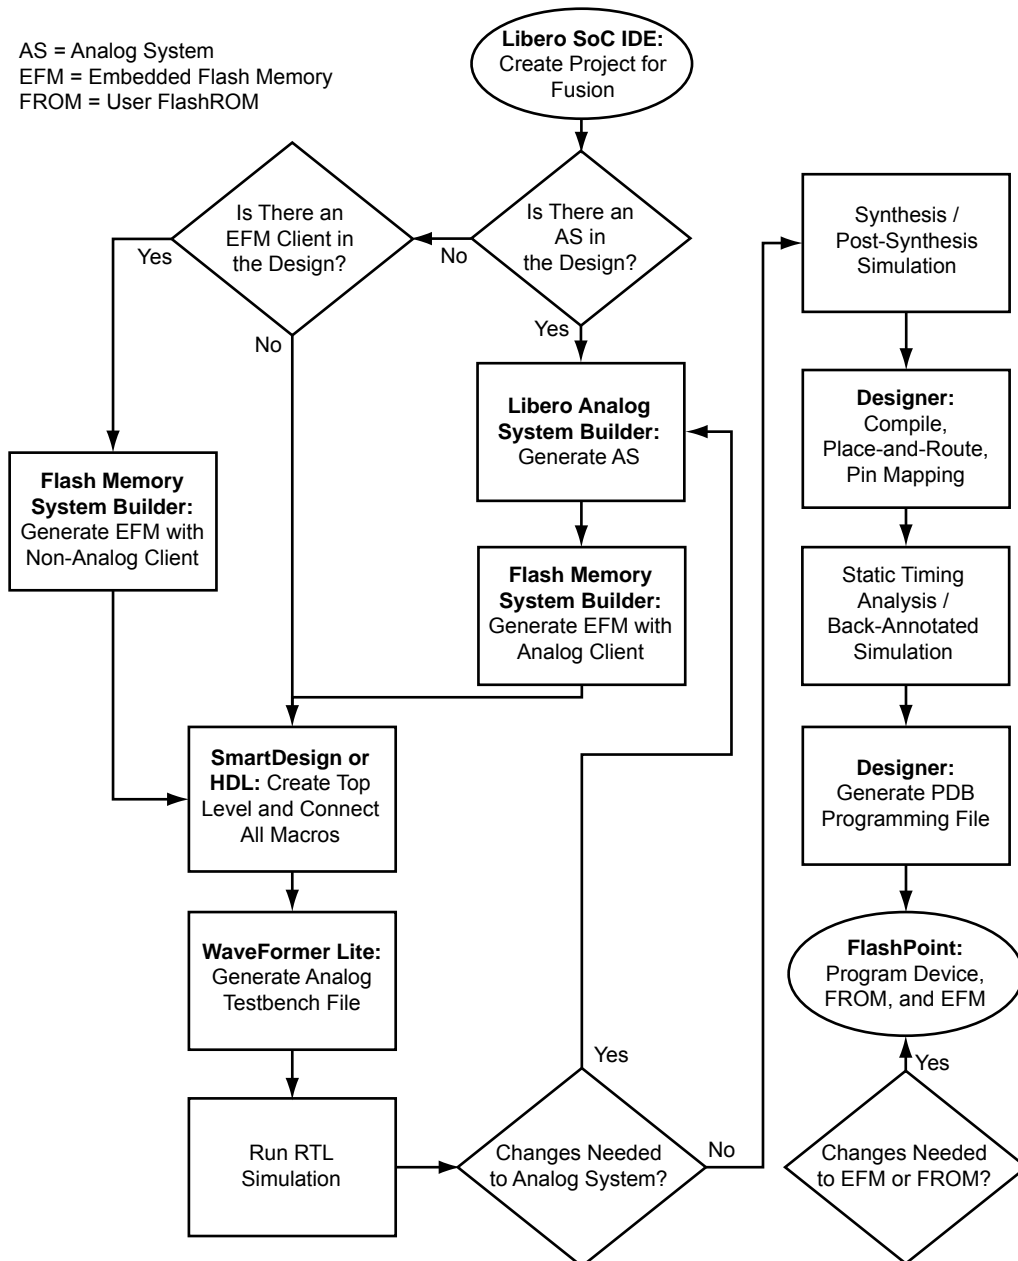 AS = Analog System
EFM = Embedded Flash Memory
FROM = User FlashROM
Libero SoC IDE:
Create Project for
Fusion
Is There an
EFM Client in
the Design?
Yes
No
Is There an
AS in
the Design?
No
Yes
Libero Analog
System Builder:
Generate AS
Flash Memory
System Builder:
Generate EFM with
Non-Analog Client
Flash Memory
System Builder:
Generate EFM with
Analog Client
SmartDesign or
HDL: Create Top
Level and Connect
All Macros
WaveFormer Lite:
Generate Analog
Testbench File
Run RTL
Simulation
Changes Needed
to Analog System?
Yes
No
Synthesis /
Post-Synthesis
Simulation
Designer:
Compile,
Place-and-Route,
Pin Mapping
Static Timing
Analysis /
Back-Annotated
Simulation
Designer:
Generate PDB
Programming File
FlashPoint:
Program Device,
FROM, and EFM
Yes
Changes Needed
to EFM or FROM?